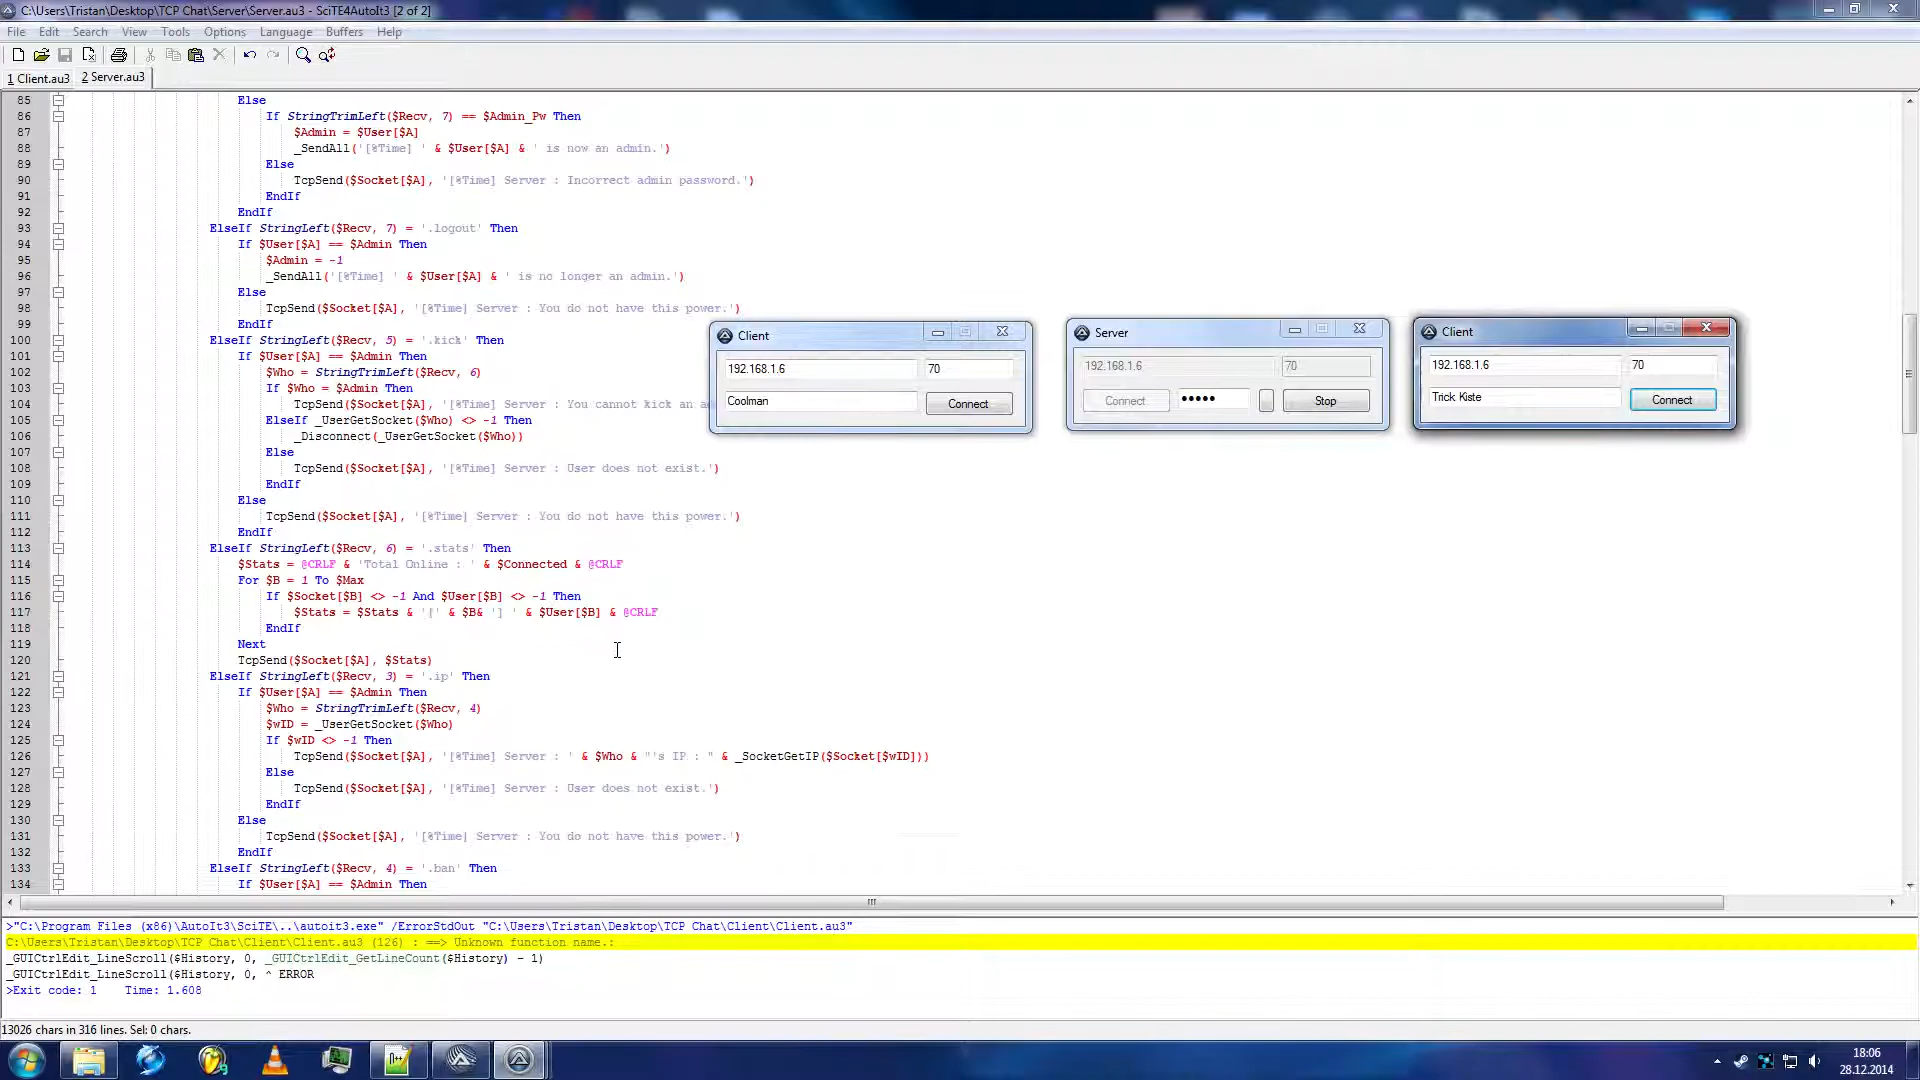 C:\Users\Tristan\Desktop\TCP Chat\Server\Server.au3 - SciTE4AutoIt3 [2 of 2]
File Edit Search View Tools Options Language Buffers Help
1 Client.au3 2 Server.au3
85 Else
86 If StringTrimLeft($Recv, 7) == $Admin_Pw Then
87 $Admin = $User[$A]
88 _SendAll('[%Time] ' & $User[$A] & ' is now an admin.')
89 Else
90 TcpSend($Socket[$A], '[%Time] Server : Incorrect admin password.')
91 EndIf
92 EndIf
93 ElseIf StringLeft($Recv, 7) = '.logout' Then
94 If $User[$A] == $Admin Then
95 $Admin = -1
96 _SendAll('[%Time] ' & $User[$A] & ' is no longer an admin.')
97 Else
98 TcpSend($Socket[$A], '[%Time] Server : You do not have this power.')
99 EndIf
100 ElseIf StringLeft($Recv, 5) = '.kick' Then
101 If $User[$A] == $Admin Then
102 $Who = StringTrimLeft($Recv, 6)
103 If $Who = $Admin Then
104 TcpSend($Socket[$A], '[%Time] Server : You cannot kick an a
105 ElseIf _UserGetSocket($Who) <> -1 Then
106 _Disconnect(_UserGetSocket($Who))
107 Else
108 TcpSend($Socket[$A], '[%Time] Server : User does not exist.')
109 EndIf
110 Else
111 TcpSend($Socket[$A], '[%Time] Server : You do not have this power.')
112 EndIf
113 ElseIf StringLeft($Recv, 6) = '.stats' Then
114 $Stats = @CRLF & 'Total Online : ' & $Connected & @CRLF
115 For $B = 1 To $Max
116 If $Socket[$B] <> -1 And $User[$B] <> -1 Then
117 $Stats = $Stats & '[' & $B& '] ' & $User[$B] & @CRLF
118 EndIf
119 Next
120 TcpSend($Socket[$A], $Stats)
121 ElseIf StringLeft($Recv, 3) = '.ip' Then
122 If $User[$A] == $Admin Then
123 $Who = StringTrimLeft($Recv, 4)
124 $wID = _UserGetSocket($Who)
125 If $wID <> -1 Then
126 TcpSend($Socket[$A], '[%Time] Server : ' & $Who & "'s IP : " & _SocketGetIP($Socket[$wID]))
127 Else
128 TcpSend($Socket[$A], '[%Time] Server : User does not exist.')
129 EndIf
130 Else
131 TcpSend($Socket[$A], '[%Time] Server : You do not have this power.')
132 EndIf
133 ElseIf StringLeft($Recv, 4) = '.ban' Then
134 If $User[$A] == $Admin Then
Client
192.168.1.6 70
Coolman Connect
Server
192.168.1.6 70
Connect ••••• Stop
Client
192.168.1.6 70
Trick Kiste Connect
>"C:\Program Files (x86)\AutoIt3\SciTE\..\autoit3.exe" /ErrorStdOut "C:\Users\Tristan\Desktop\TCP Chat\Client\Client.au3"
C:\Users\Tristan\Desktop\TCP Chat\Client\Client.au3 (126) : ==> Unknown function name.:
_GUICtrlEdit_LineScroll($History, 0, _GUICtrlEdit_GetLineCount($History) - 1)
_GUICtrlEdit_LineScroll($History, 0, ^ ERROR
>Exit code: 1 Time: 1.608
13026 chars in 316 lines. Sel: 0 chars.
18:06
28.12.2014